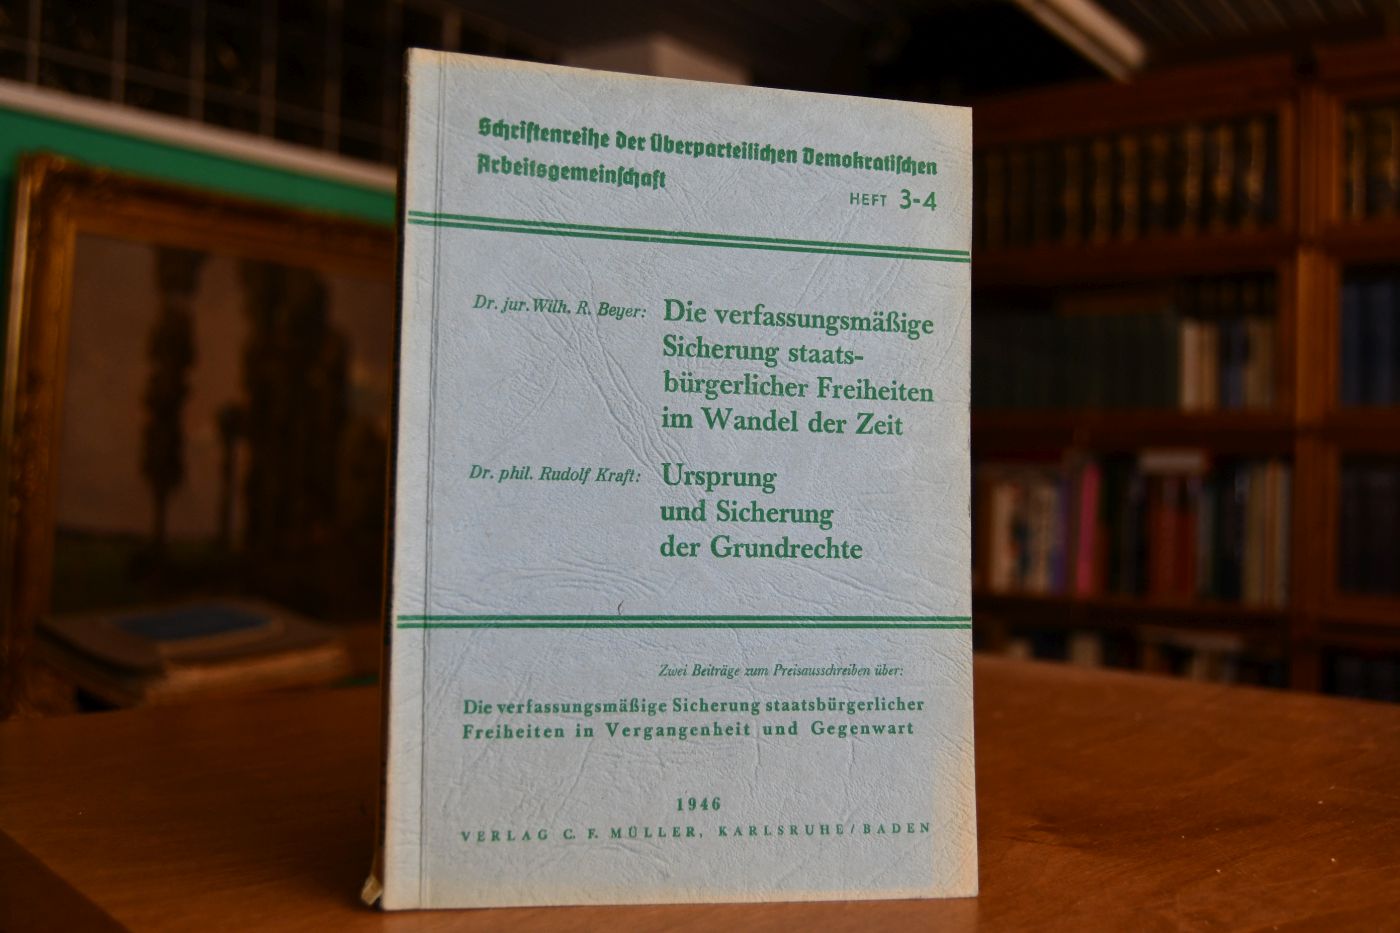 Schriftenreihe der Überparteilichen Demokratischen
Arbeitsgemeinschaft
HEFT 3-4
Dr. jur. Wilh. R. Beyer: Die verfassungsmäßige
Sicherung staats-
bürgerlicher Freiheiten
im Wandel der Zeit
Dr. phil. Rudolf Kraft: Ursprung
und Sicherung
der Grundrechte
Zwei Beiträge zum Preisausschreiben über:
Die verfassungsmäßige Sicherung staatsbürgerlicher
Freiheiten in Vergangenheit und Gegenwart
1946
VERLAG C. F. MÜLLER, KARLSRUHE/BADEN